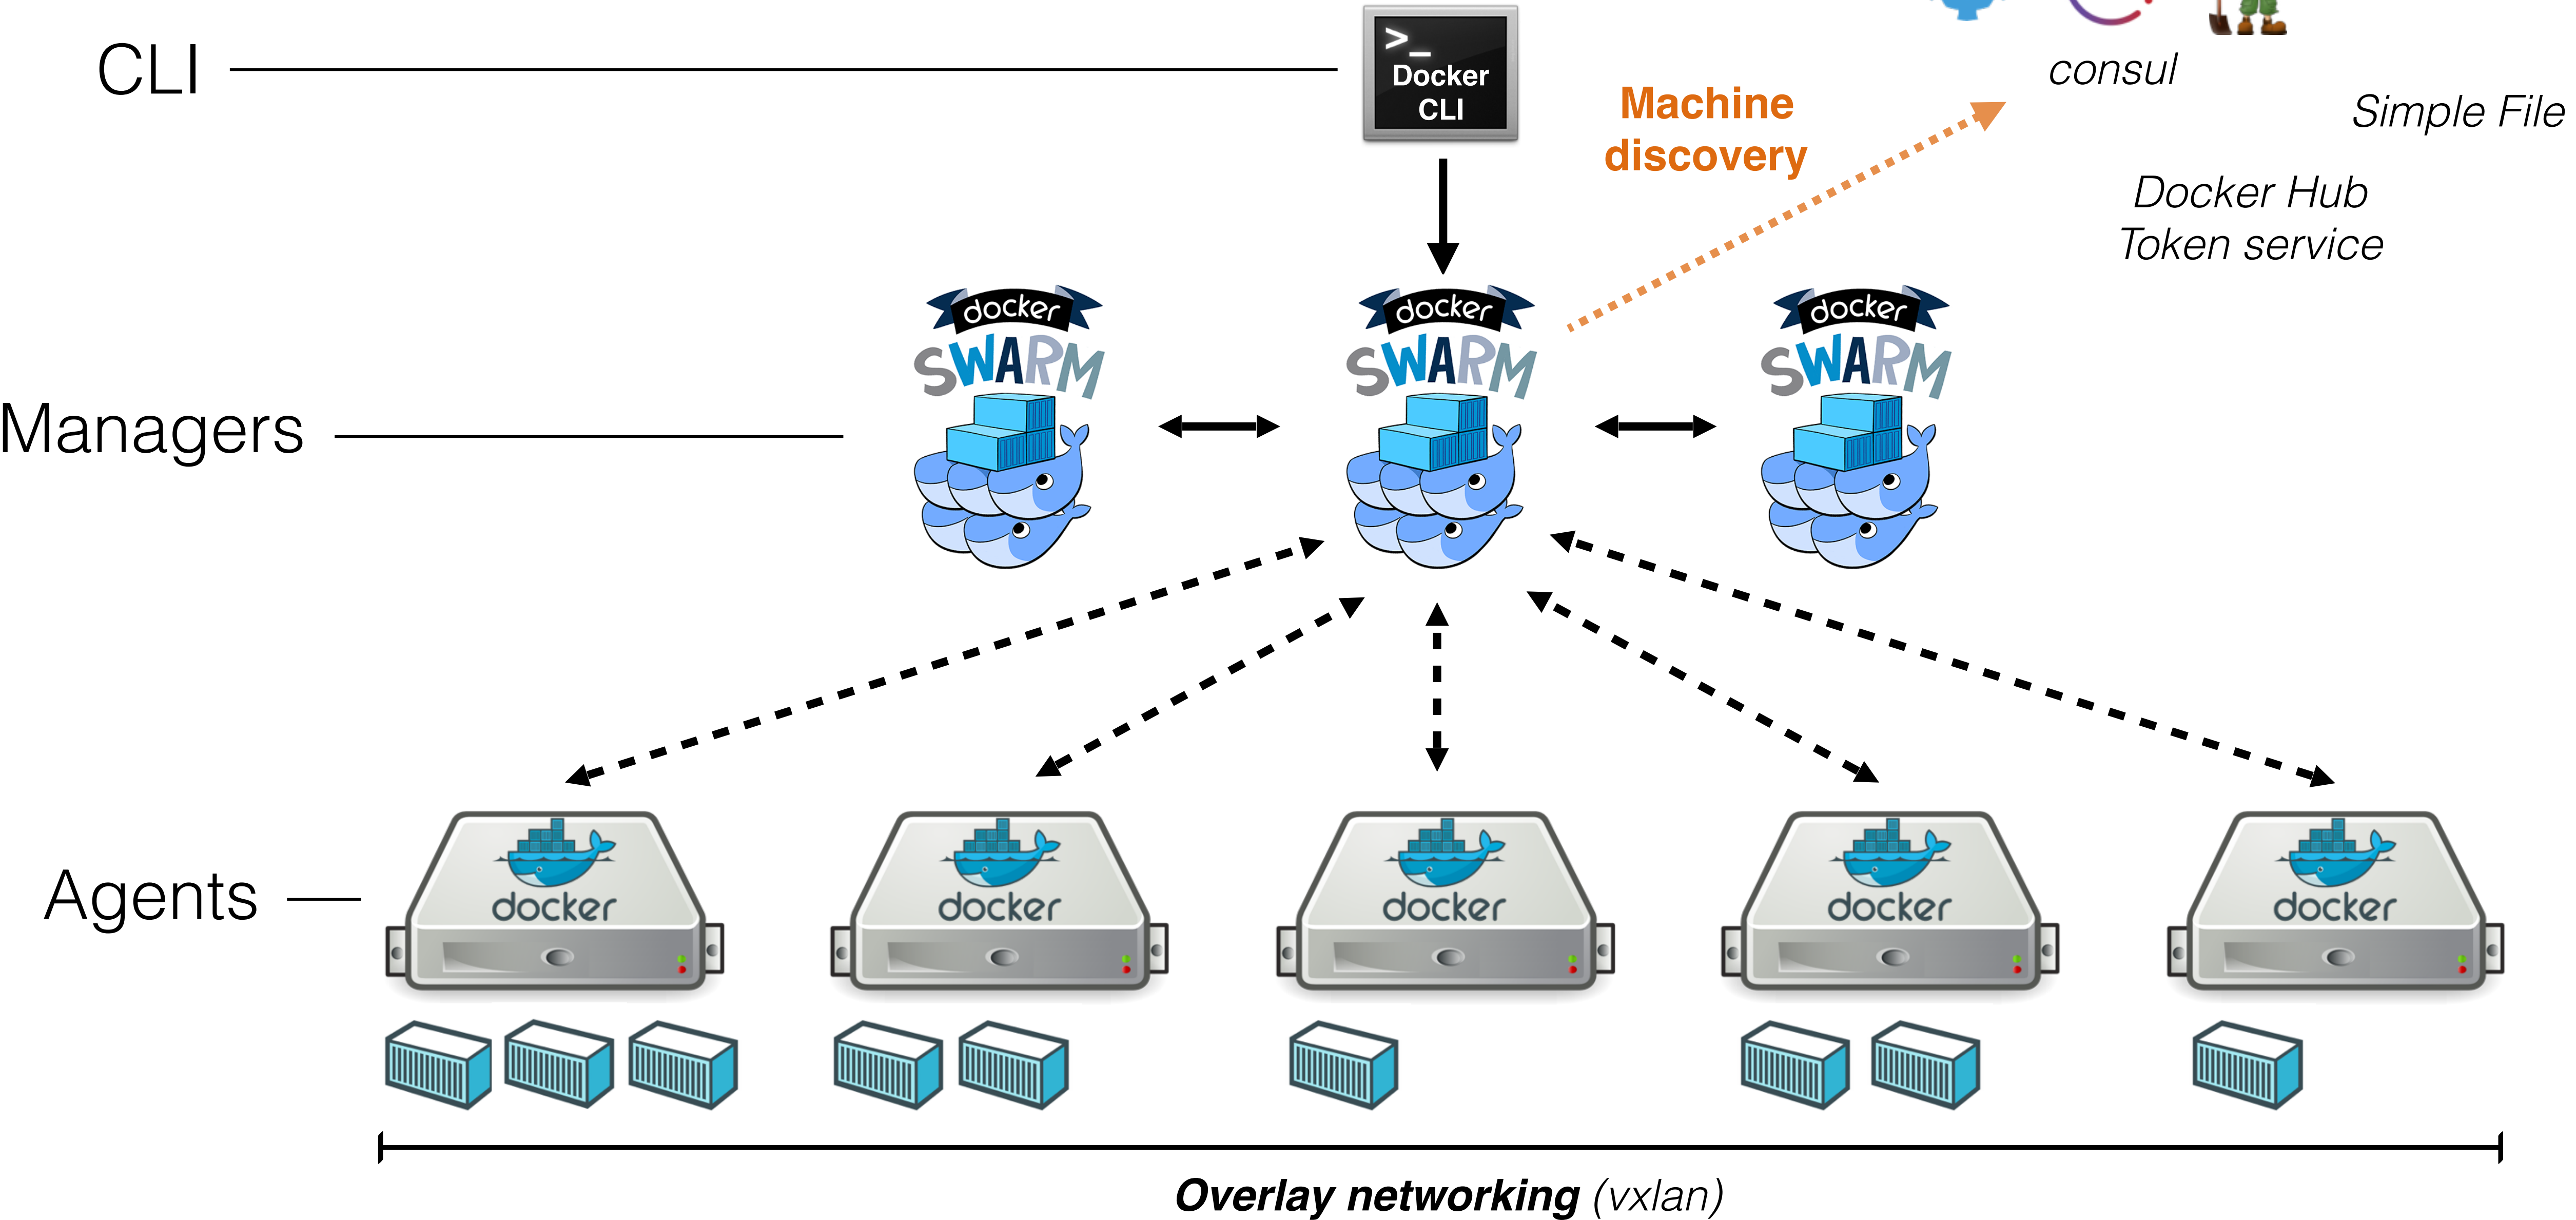 CLI
>_
Docker
CLI
Machine
discovery
consul
Simple File
Docker Hub
Token service
Managers
docker
SWARM
docker
SWARM
docker
SWARM
Agents
docker
docker
docker
docker
docker
Overlay networking (vxlan)